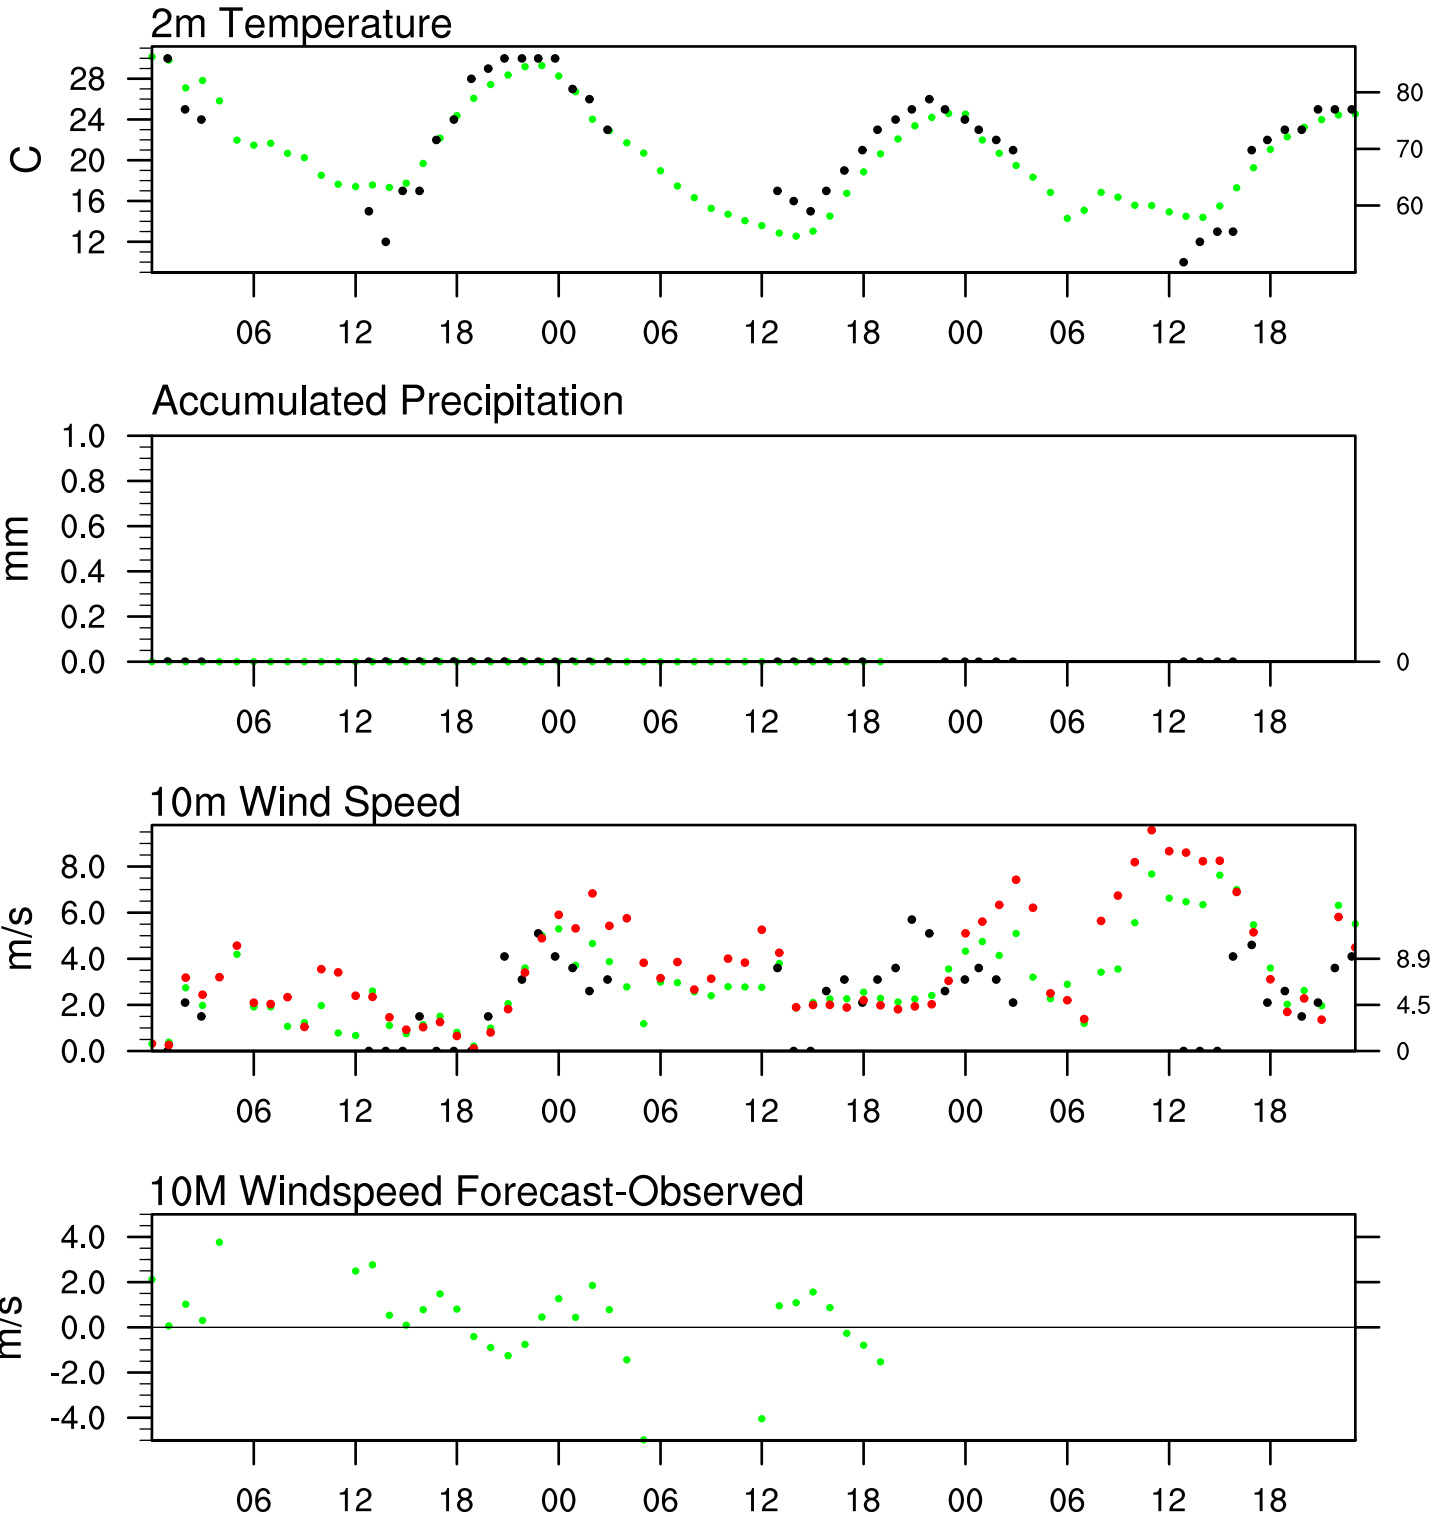 2m Temperature
28
24
20
16
12
C
80
70
60
06 12 18 00 06 12 18 00 06 12 18
Accumulated Precipitation
1.0
0.8
0.6
0.4
0.2
0.0
mm
0
06 12 18 00 06 12 18 00 06 12 18
10m Wind Speed
8.0
6.0
4.0
2.0
0.0
m/s
8.9
4.5
0
06 12 18 00 06 12 18 00 06 12 18
10M Windspeed Forecast-Observed
4.0
2.0
0.0
-2.0
-4.0
m/s
06 12 18 00 06 12 18 00 06 12 18